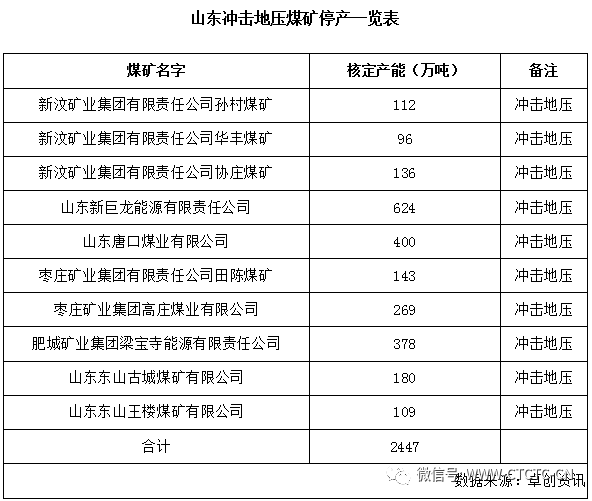 山东冲击地压煤矿停产一览表
煤矿名字 核定产能（万吨） 备注
新汶矿业集团有限责任公司孙村煤矿 112 冲击地压
新汶矿业集团有限责任公司华丰煤矿 96 冲击地压
新汶矿业集团有限责任公司协庄煤矿 136 冲击地压
山东新巨龙能源有限责任公司 624 冲击地压
山东唐口煤业有限公司 400 冲击地压
枣庄矿业集团有限责任公司田陈煤矿 143 冲击地压
枣庄矿业集团高庄煤业有限公司 269 冲击地压
肥城矿业集团梁宝寺能源有限责任公司 378 冲击地压
山东东山古城煤矿有限公司 180 冲击地压
山东东山王楼煤矿有限公司 109 冲击地压
合计 2447
微信号: WWW_CTCTC_CN
数据来源：卓创资讯